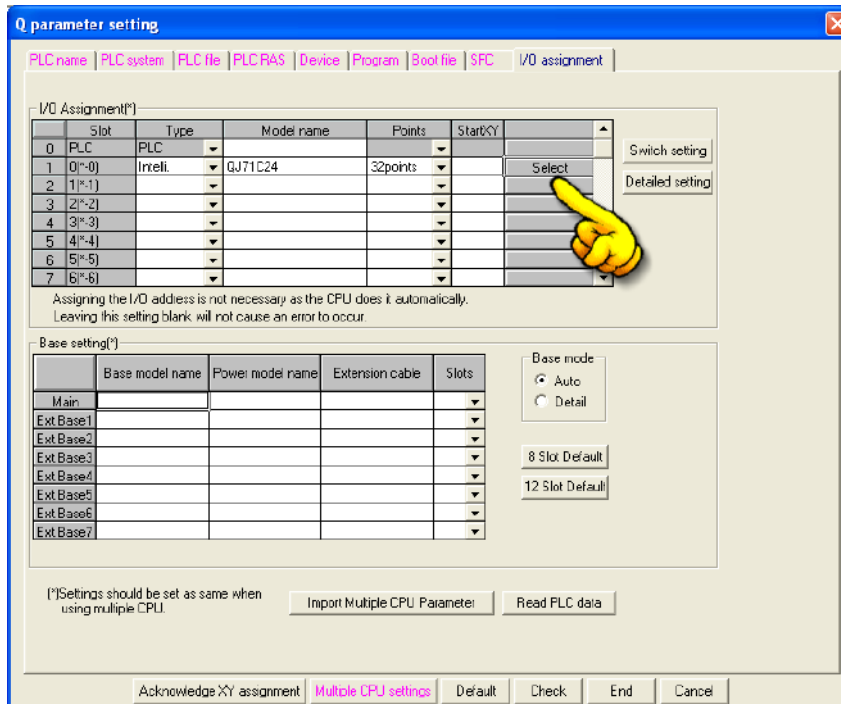 Q parameter setting
PLC name PLC system PLC file PLC RAS Device Program Boot file SFC I/O assignment
I/O Assignment(*)
Slot Type Model name Points StartXY
0 PLC PLC
1 0(*-0) Intelli. QJ71C24 32points Select
2 1(*-1)
3 2(*-2)
4 3(*-3)
5 4(*-4)
6 5(*-5)
7 6(*-6)
Switch setting
Detailed setting
Assigning the I/O address is not necessary as the CPU does it automatically.
Leaving this setting blank will not cause an error to occur.
Base setting(*)
Base model name Power model name Extension cable Slots
Main
Ext.Base1
Ext.Base2
Ext.Base3
Ext.Base4
Ext.Base5
Ext.Base6
Ext.Base7
Base mode
Auto
Detail
8 Slot Default
12 Slot Default
(*)Settings should be set as same when
using multiple CPU.
Import Multiple CPU Parameter Read PLC data
Acknowledge XY assignment Multiple CPU settings Default Check End Cancel